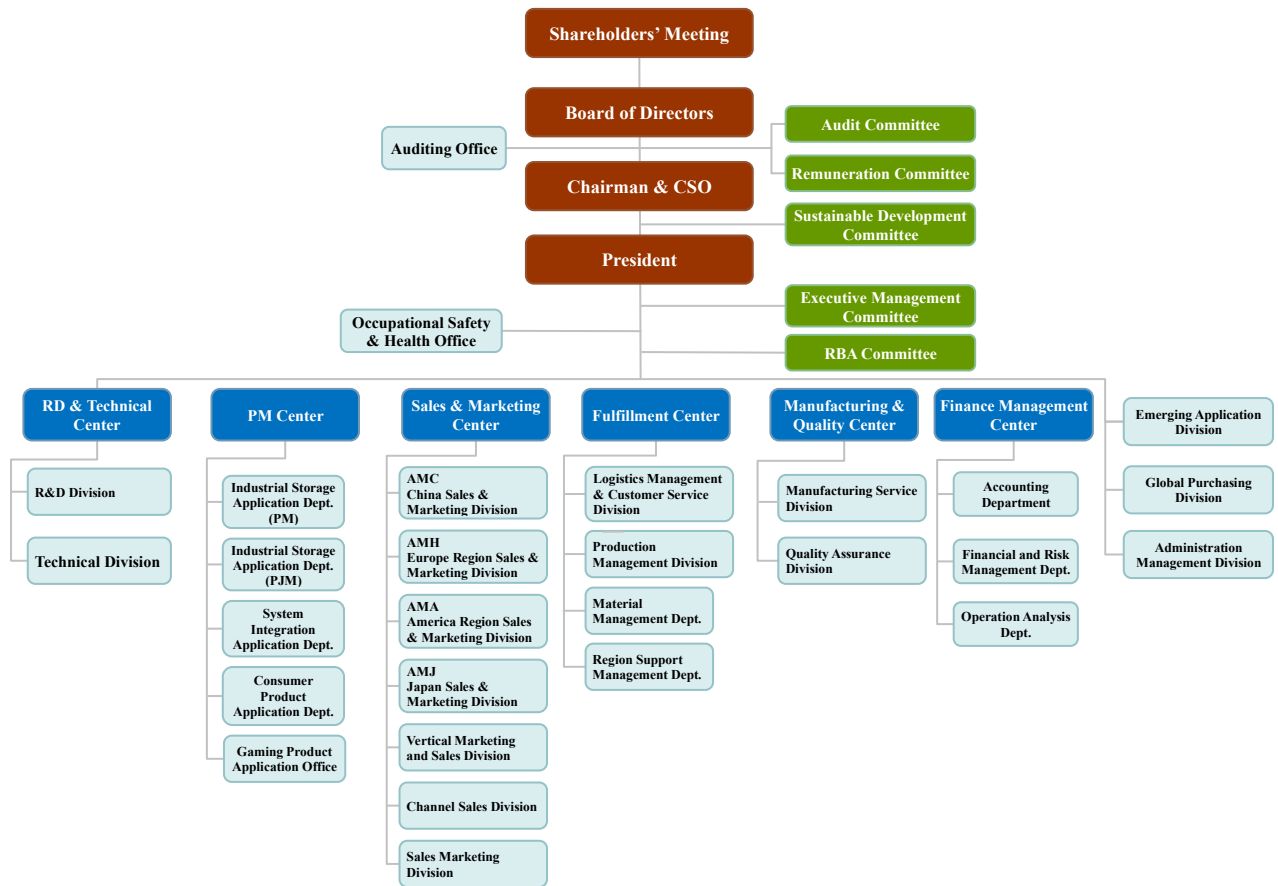 Shareholders’ Meeting
Board of Directors
Auditing Office
Audit Committee
Remuneration Committee
Chairman & CSO
Sustainable Development
Committee
President
Executive Management
Committee
Occupational Safety
& Health Office
RBA Committee
RD & Technical
Center
R&D Division
Technical Division
PM Center
Industrial Storage
Application Dept.
(PM)
Industrial Storage
Application Dept.
(PJM)
System
Integration
Application Dept.
Consumer
Product
Application Dept.
Gaming Product
Application Office
Sales & Marketing
Center
AMC
China Sales &
Marketing Division
AMH
Europe Region Sales &
Marketing Division
AMA
America Region Sales
& Marketing Division
AMJ
Japan Sales &
Marketing Division
Vertical Marketing
and Sales Division
Channel Sales Division
Sales Marketing
Division
Fulfillment Center
Logistics Management
& Customer Service
Division
Production
Management Division
Material
Management Dept.
Region Support
Management Dept.
Manufacturing &
Quality Center
Manufacturing Service
Division
Quality Assurance
Division
Finance Management
Center
Accounting
Department
Financial and Risk
Management Dept.
Operation Analysis
Dept.
Emerging Application
Division
Global Purchasing
Division
Administration
Management Division